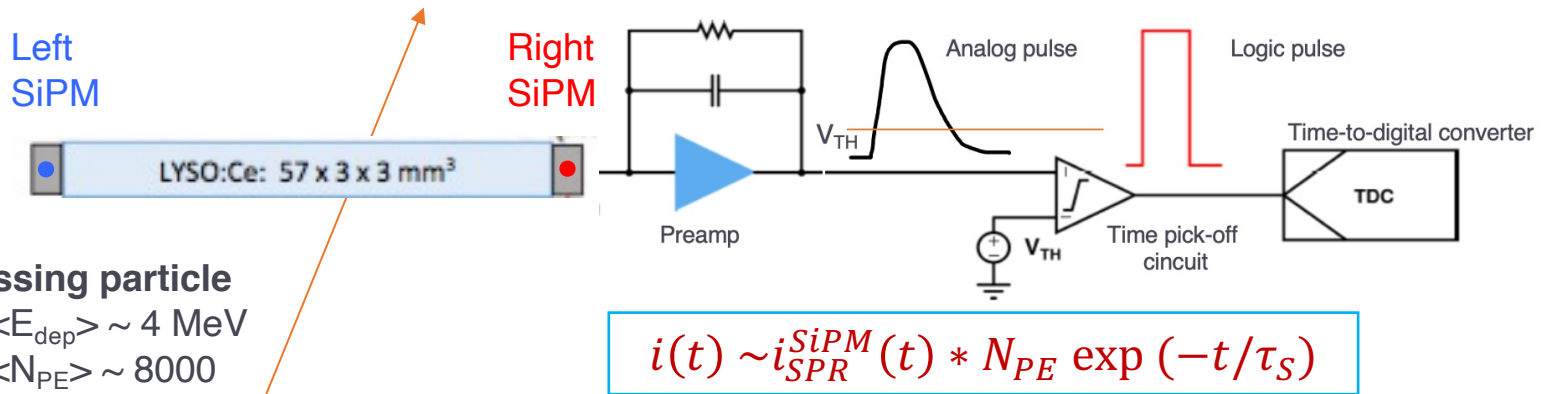 Left
SiPM
Right
SiPM
LYSO:Ce: 57 x 3 x 3 mm³
Analog pulse
Logic pulse
V_TH
Time-to-digital converter
TDC
Preamp
V_TH
Time pick-off
cincuit
ssing particle
<E_dep> ~ 4 MeV
<N_PE> ~ 8000
i(t) ~i_SPR^SiPM(t) * N_PE exp (−t/τ_S)